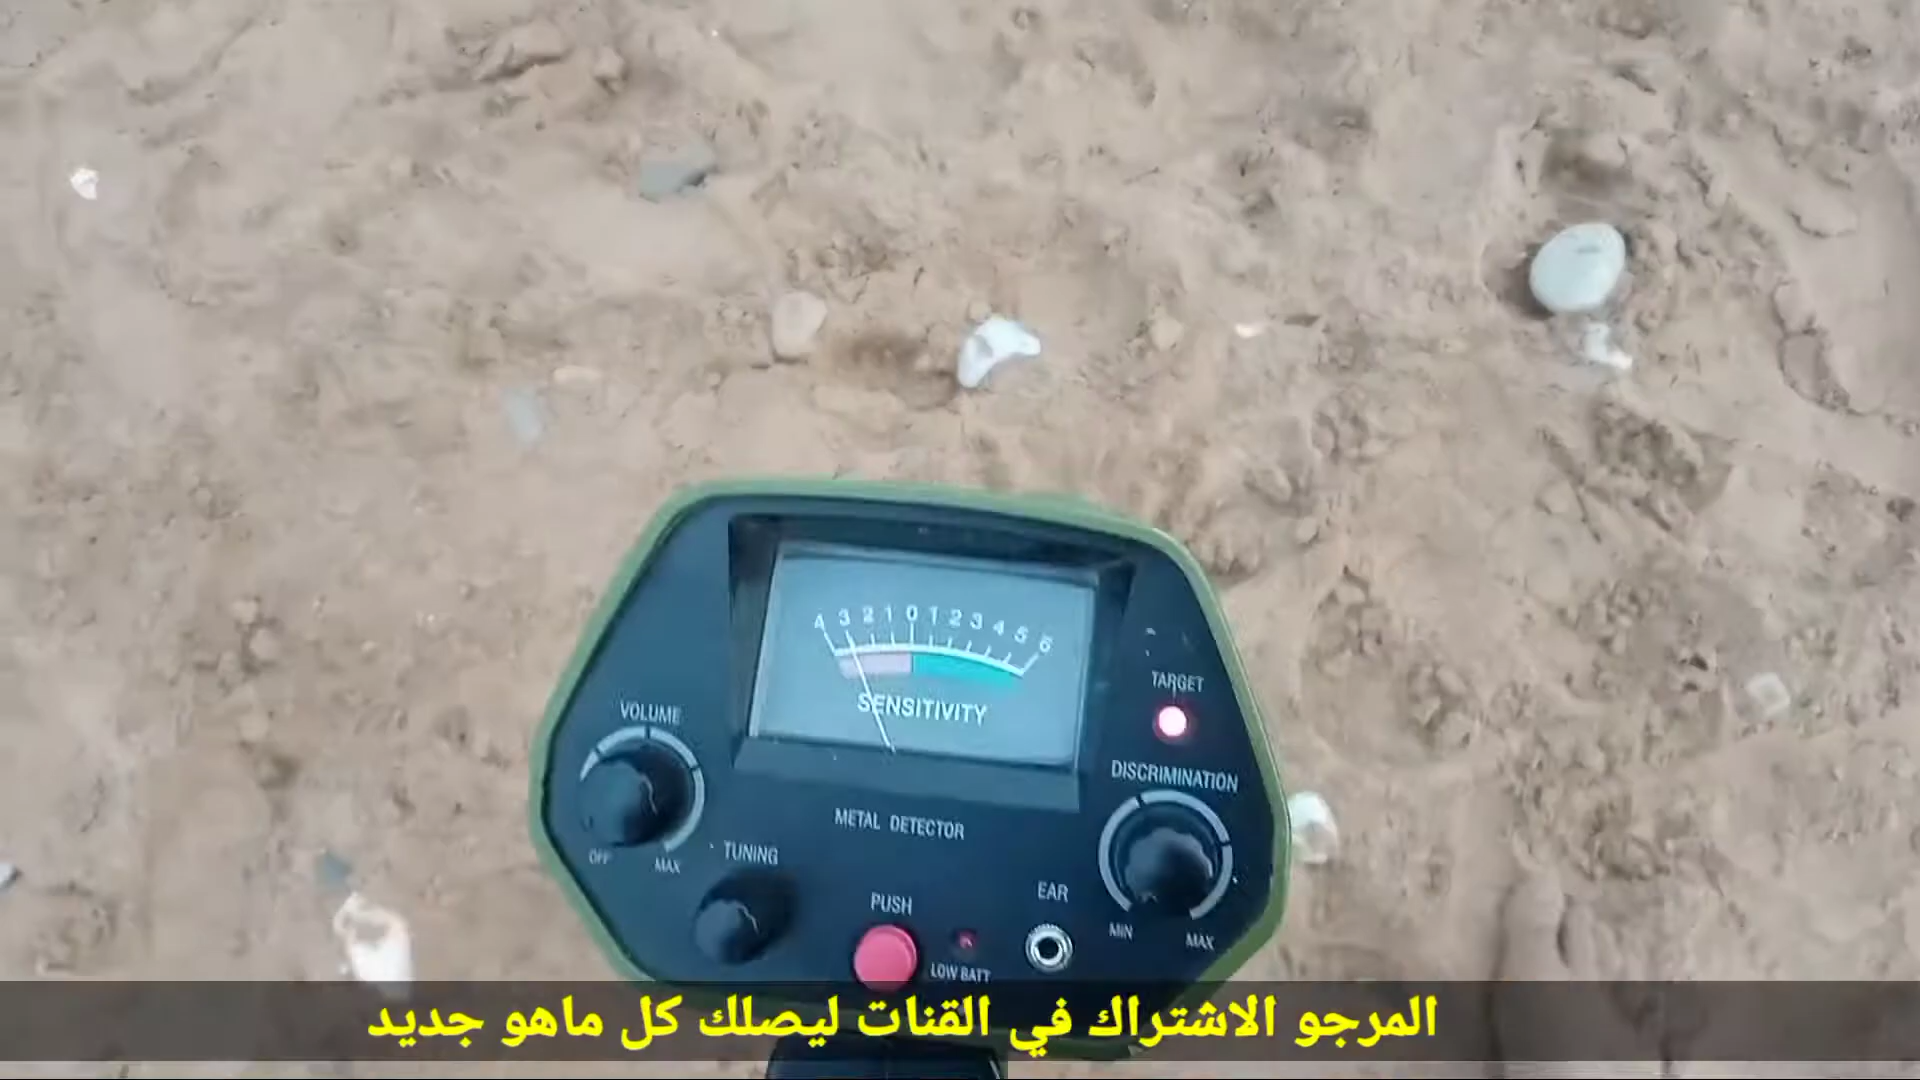 4 3 2 1 0 1 2 3 4 5 6
SENSITIVITY
TARGET
VOLUME
DISCRIMINATION
METAL DETECTOR
OFF
MAX
TUNING
PUSH
EAR
MIN
MAX
LOW BATT
المرجو الاشتراك في القنات ليصلك كل ماهو جديد